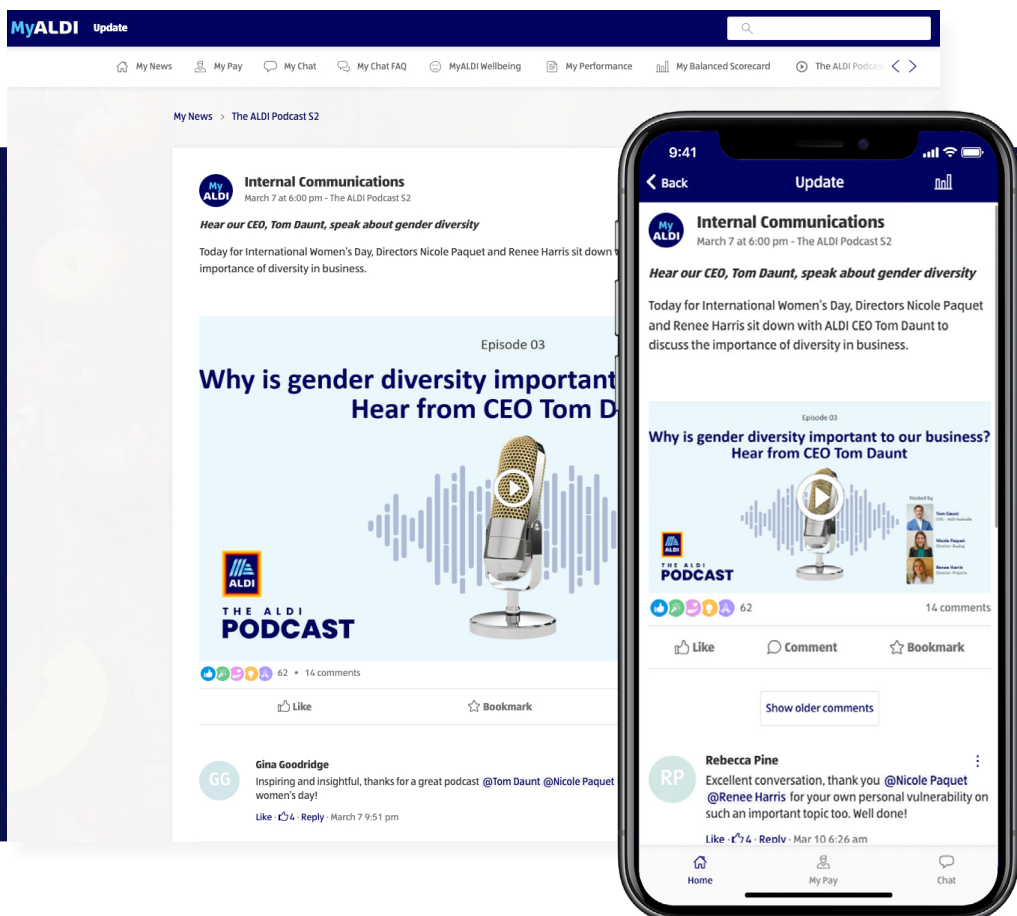 MyALDI Update
My News My Pay My Chat My Chat FAQ MyALDI Wellbeing My Performance My Balanced Scorecard The ALDI Podcast
My News > The ALDI Podcast S2
My ALDI
Internal Communications
March 7 at 6:00 pm - The ALDI Podcast S2
Hear our CEO, Tom Daunt, speak about gender diversity
Today for International Women's Day, Directors Nicole Paquet and Renee Harris sit down
importance of diversity in business.
Episode 03
Why is gender diversity important
Hear from CEO Tom D
ALDI
THE ALDI
PODCAST
62 • 14 comments
Like Bookmark
GG
Gina Goodridge
Inspiring and insightful, thanks for a great podcast @Tom Daunt @Nicole Paquet
women's day!
Like · 4 · Reply · March 7 9:51 pm
9:41
Back Update
My ALDI
Internal Communications
March 7 at 6:00 pm - The ALDI Podcast S2
Hear our CEO, Tom Daunt, speak about gender diversity
Today for International Women's Day, Directors Nicole Paquet
and Renee Harris sit down with ALDI CEO Tom Daunt to
discuss the importance of diversity in business.
Episode 03
Why is gender diversity important to our business?
Hear from CEO Tom Daunt
Hosted by
Tom Daunt
CEO - ALDI Australia
Nicole Paquet
Director - Buying
Renee Harris
Director - Projects
ALDI
THE ALDI
PODCAST
62 14 comments
Like Comment Bookmark
Show older comments
RP
Rebecca Pine
Excellent conversation, thank you @Nicole Paquet
@Renee Harris for your own personal vulnerability on
such an important topic too. Well done!
Like · 4 · Reply · Mar 10 6:26 am
Home My Pay Chat